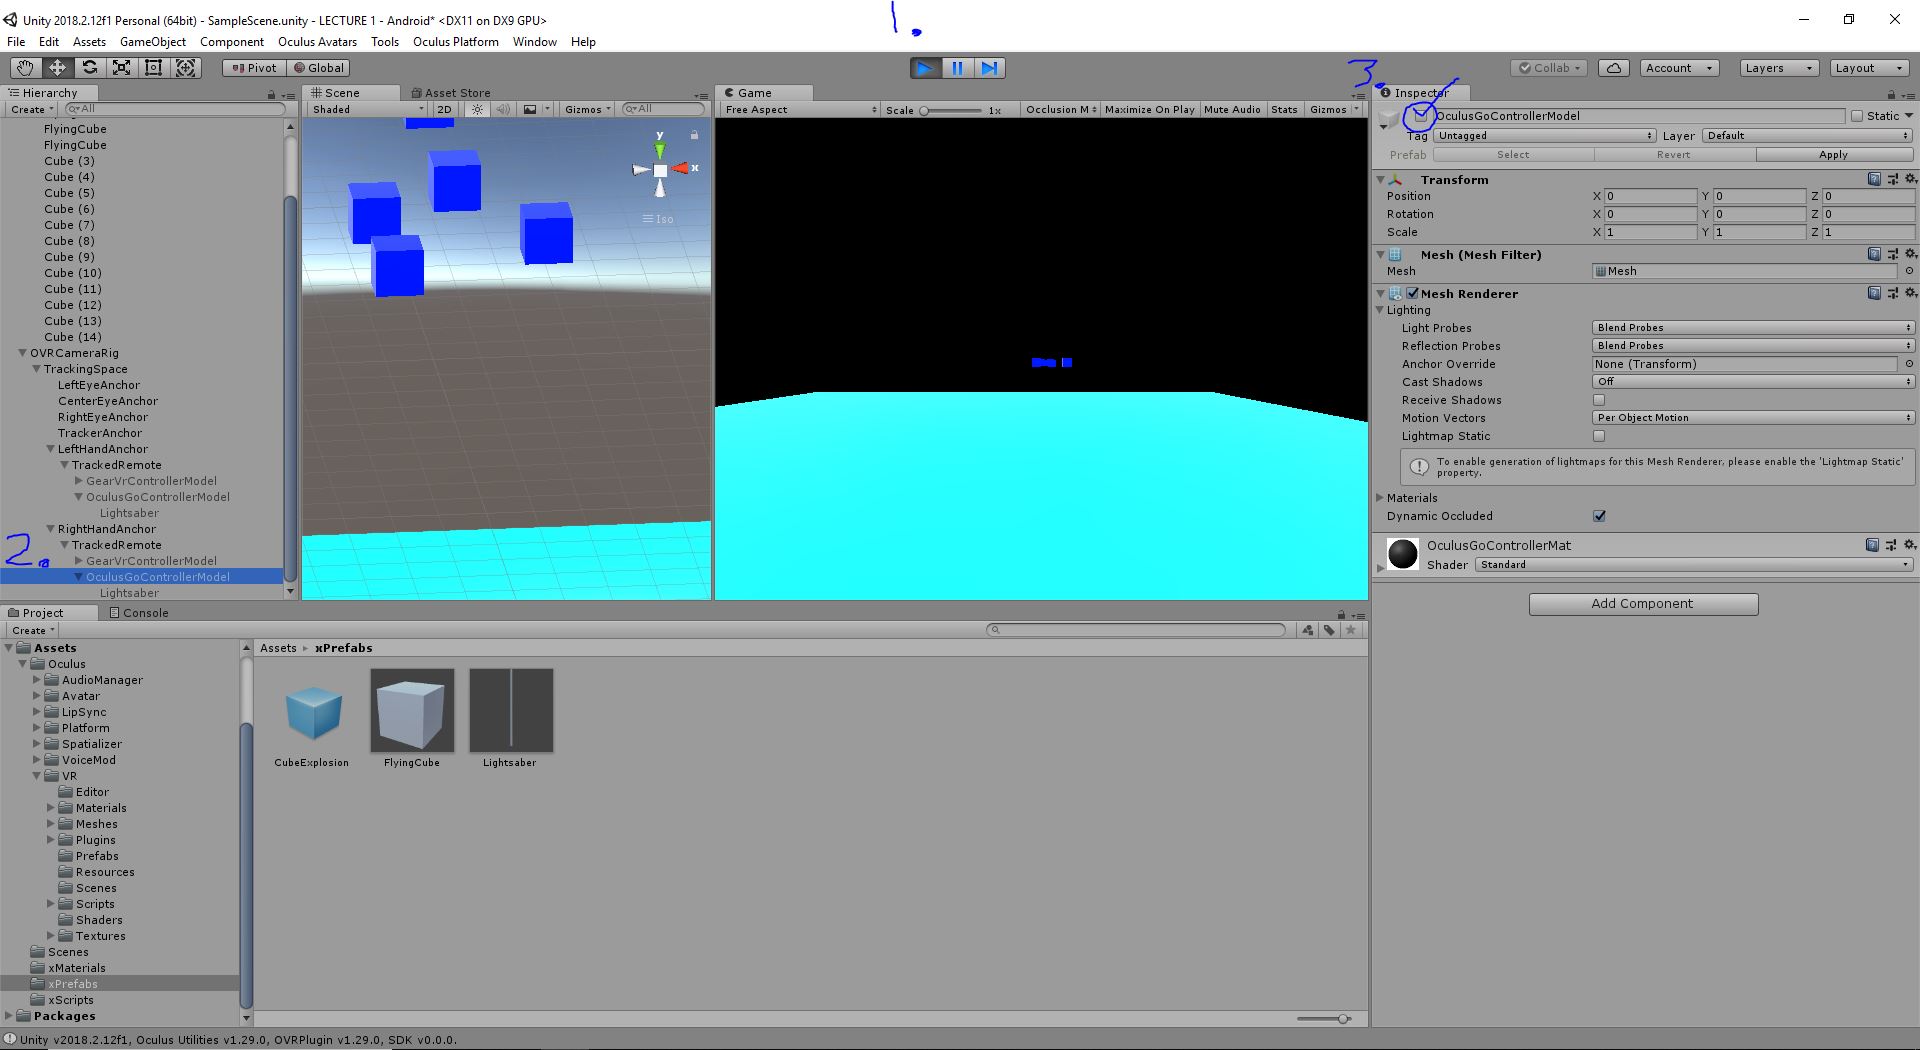 Unity 2018.2.12f1 Personal (64bit) - SampleScene.unity - LECTURE 1 - Android* <DX11 on DX9 GPU>
1.
File Edit Assets GameObject Component Oculus Avatars Tools Oculus Platform Window Help
Pivot Global
Collab Account Layers Layout
3.
Hierarchy
Create All
FlyingCube
FlyingCube
Cube (3)
Cube (4)
Cube (5)
Cube (6)
Cube (7)
Cube (8)
Cube (9)
Cube (10)
Cube (11)
Cube (12)
Cube (13)
Cube (14)
OVRCameraRig
TrackingSpace
LeftEyeAnchor
CenterEyeAnchor
RightEyeAnchor
TrackerAnchor
LeftHandAnchor
TrackedRemote
GearVrControllerModel
OculusGoControllerModel
Lightsaber
RightHandAnchor
TrackedRemote
2.
GearVrControllerModel
OculusGoControllerModel
Lightsaber
Scene Asset Store
Shaded 2D Gizmos All
y
x
Iso
Game
Free Aspect Scale 1x Occlusion M Maximize On Play Mute Audio Stats Gizmos
Inspector
OculusGoControllerModel Static
Tag Untagged Layer Default
Prefab Select Revert Apply
Transform
Position X 0 Y 0 Z 0
Rotation X 0 Y 0 Z 0
Scale X 1 Y 1 Z 1
Mesh (Mesh Filter)
Mesh Mesh
Mesh Renderer
Lighting
Light Probes Blend Probes
Reflection Probes Blend Probes
Anchor Override None (Transform)
Cast Shadows Off
Receive Shadows
Motion Vectors Per Object Motion
Lightmap Static
To enable generation of lightmaps for this Mesh Renderer, please enable the 'Lightmap Static'
property.
Materials
Dynamic Occluded
OculusGoControllerMat
Shader Standard
Add Component
Project Console
Create
Assets
Oculus
AudioManager
Avatar
LipSync
Platform
Spatializer
VoiceMod
VR
Editor
Materials
Meshes
Plugins
Prefabs
Resources
Scenes
Scripts
Shaders
Textures
Scenes
xMaterials
xPrefabs
xScripts
Packages
Assets xPrefabs
CubeExplosion FlyingCube Lightsaber
Unity v2018.2.12f1, Oculus Utilities v1.29.0, OVRPlugin v1.29.0, SDK v0.0.0.